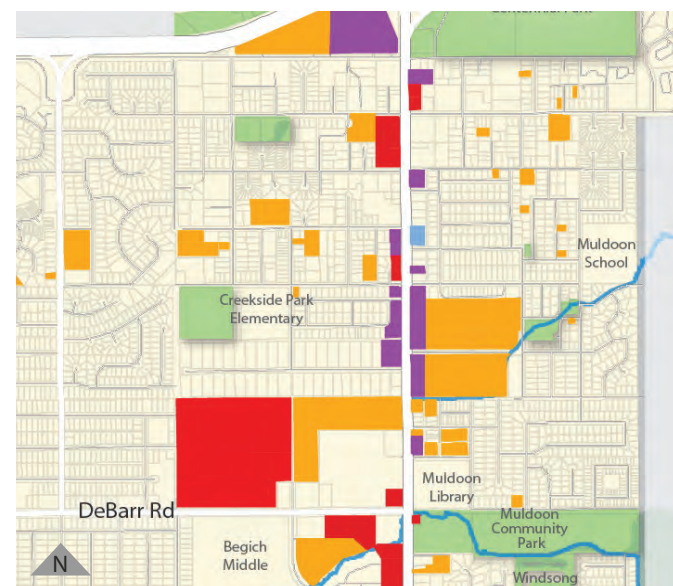 Muldoon
School
Creekside Park
Elementary
Muldoon
Library
DeBarr Rd
Muldoon
Community
Park
Begich
Middle
N
Windsong